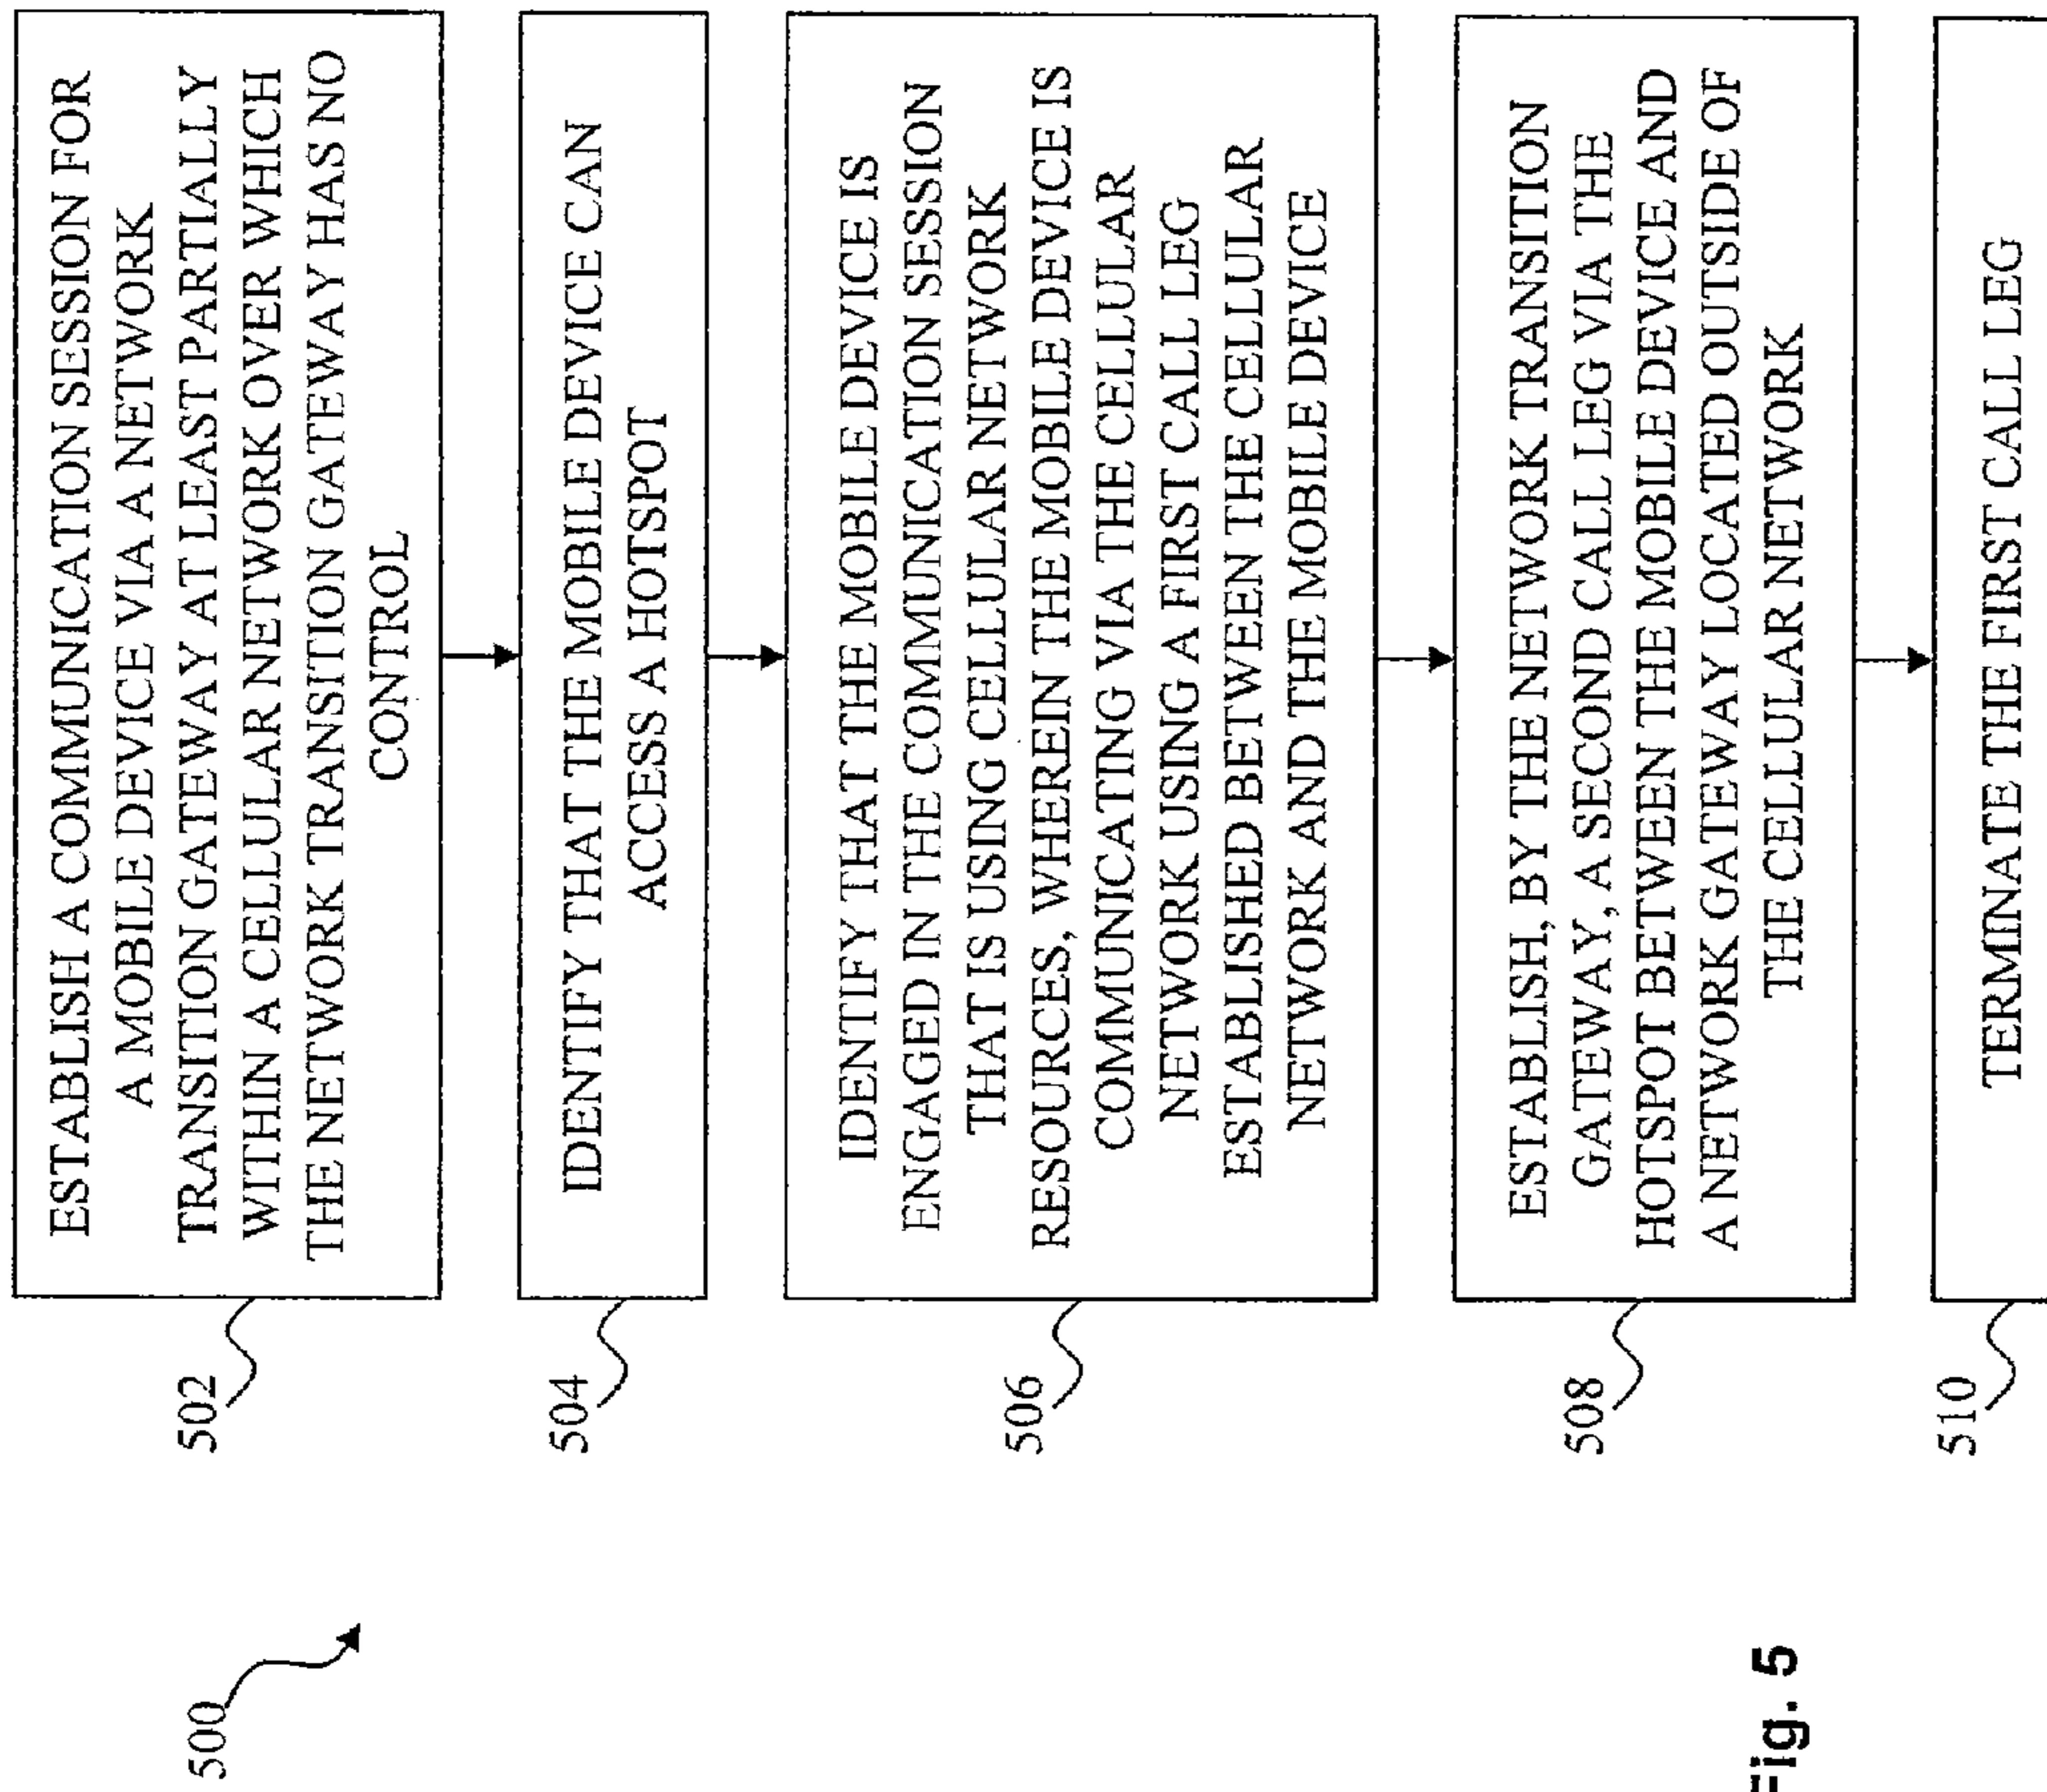 500
502
ESTABLISH A COMMUNICATION SESSION FOR
A MOBILE DEVICE VIA A NETWORK
TRANSITION GATEWAY AT LEAST PARTIALLY
WITHIN A CELLULAR NETWORK OVER WHICH
THE NETWORK TRANSITION GATEWAY HAS NO
CONTROL
504
IDENTIFY THAT THE MOBILE DEVICE CAN
ACCESS A HOTSPOT
506
IDENTIFY THAT THE MOBILE DEVICE IS
ENGAGED IN THE COMMUNICATION SESSION
THAT IS USING CELLULAR NETWORK
RESOURCES, WHEREIN THE MOBILE DEVICE IS
COMMUNICATING VIA THE CELLULAR
NETWORK USING A FIRST CALL LEG
ESTABLISHED BETWEEN THE CELLULAR
NETWORK AND THE MOBILE DEVICE
508
ESTABLISH, BY THE NETWORK TRANSITION
GATEWAY, A SECOND CALL LEG VIA THE
HOTSPOT BETWEEN THE MOBILE DEVICE AND
A NETWORK GATEWAY LOCATED OUTSIDE OF
THE CELLULAR NETWORK
510
TERMINATE THE FIRST CALL LEG
Fig. 5